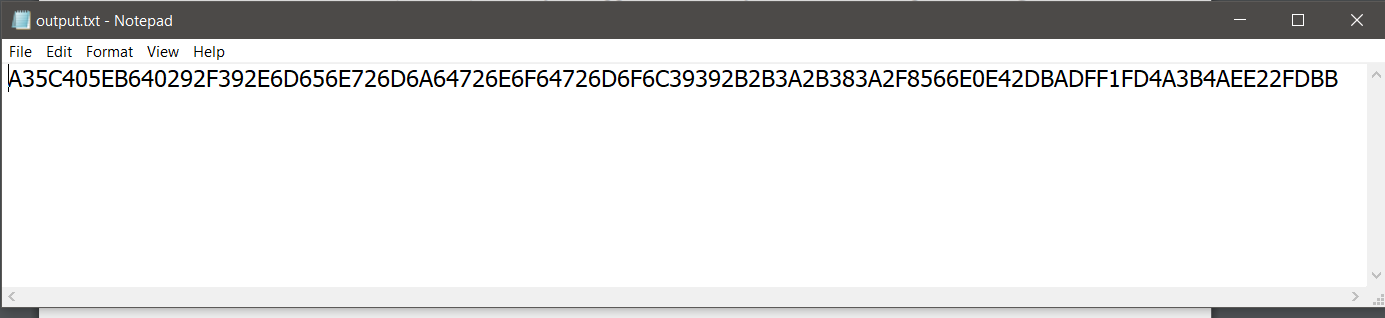 output.txt - Notepad
File Edit Format View Help
A35C405EB640292F392E6D656E726D6A64726E6F64726D6F6C39392B2B3A2B383A2F8566E0E42DBADFF1FD4A3B4AEE22FDBB